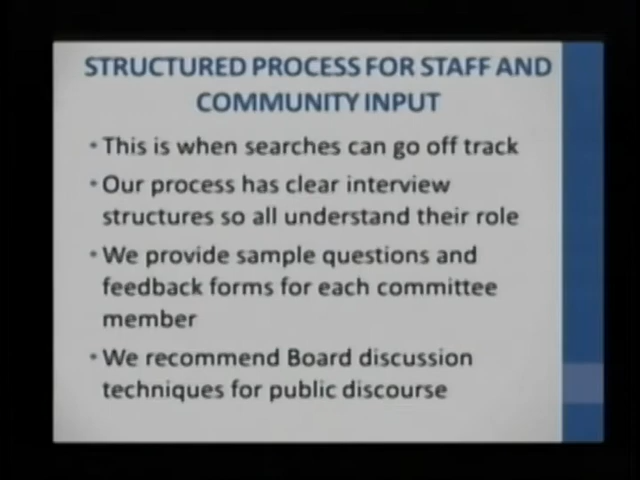 STRUCTURED PROCESS FOR STAFF AND
COMMUNITY INPUT
• This is when searches can go off track
• Our process has clear interview
structures so all understand their role
• We provide sample questions and
feedback forms for each committee
member
• We recommend Board discussion
techniques for public discourse